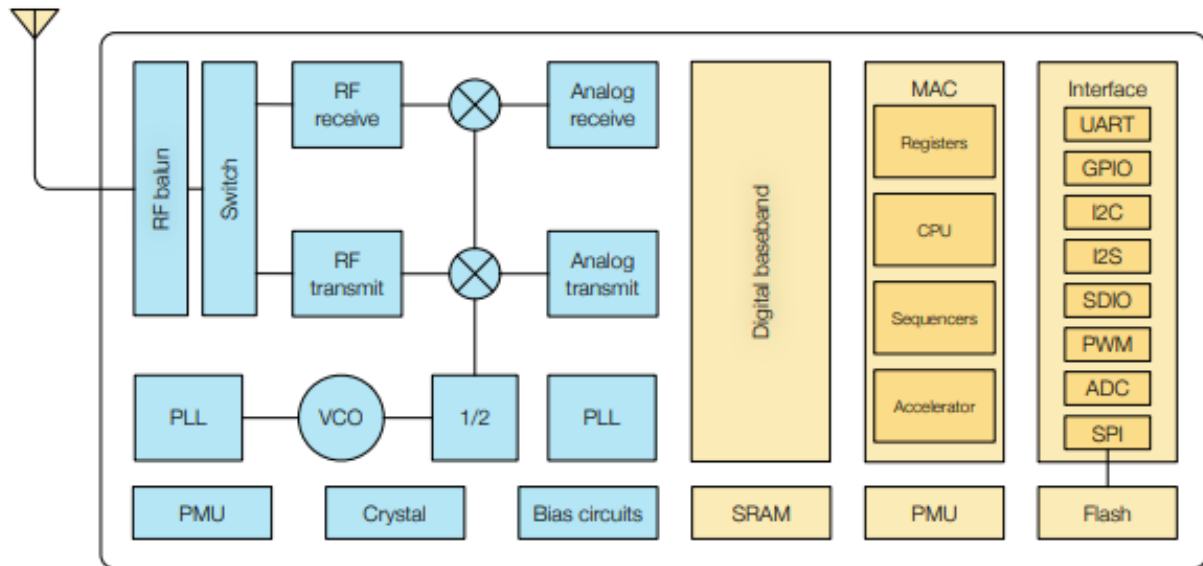 RF balun
Switch
RF
receive
Analog
receive
RF
transmit
Analog
transmit
PLL
VCO
1/2
PLL
PMU
Crystal
Bias circuits
Digital baseband
SRAM
MAC
Registers
CPU
Sequencers
Accelerator
PMU
Interface
UART
GPIO
I2C
I2S
SDIO
PWM
ADC
SPI
Flash